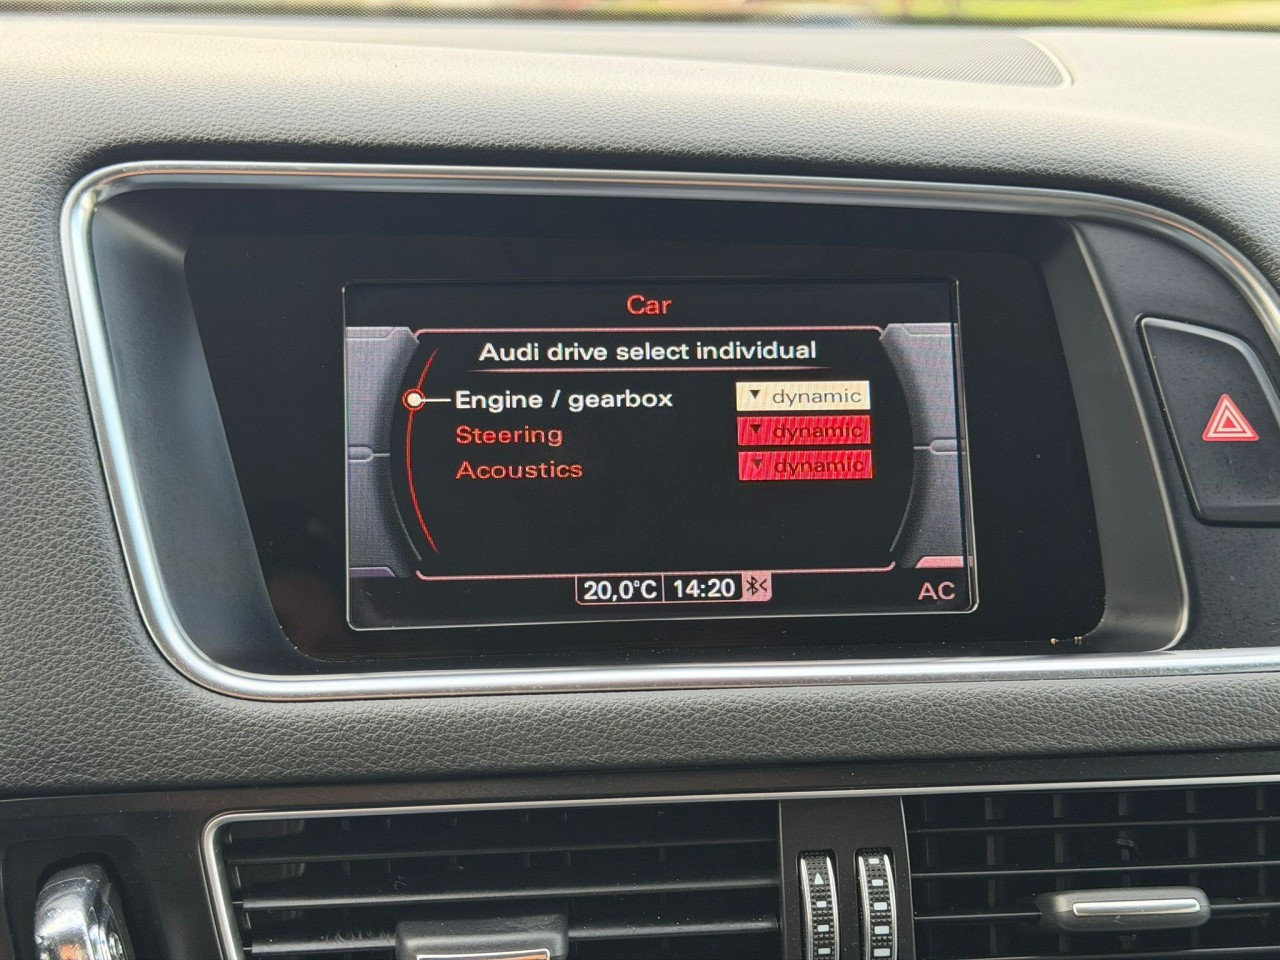 Car
Audi drive select individual
Engine / gearbox ▼ dynamic
Steering ▼ dynamic
Acoustics ▼ dynamic
20,0°C 14:20 AC